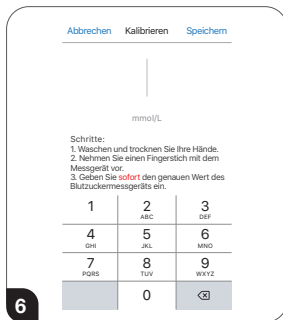 Abbrechen Kalibrieren Speichern
mmol/L
Schritte:
1. Waschen und trocknen Sie Ihre Hände.
2. Nehmen Sie einen Fingerstich mit dem
Messgerät vor.
3. Geben Sie sofort den genauen Wert des
Blutzuckermessgeräts ein.
1 2 3
ABC DEF
4 5 6
GHI JKL MNO
7 8 9
PQRS TUV WXYZ
0
6